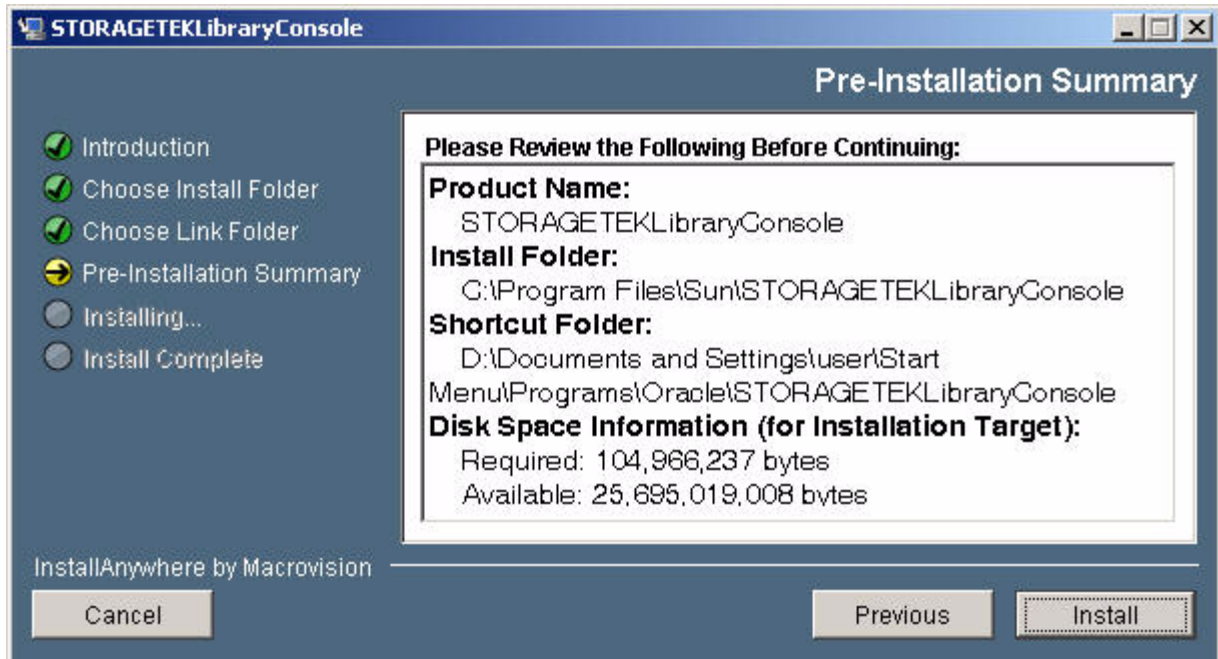 STORAGETEKLibraryConsole
Pre-Installation Summary
Introduction
Choose Install Folder
Choose Link Folder
Pre-Installation Summary
Installing...
Install Complete
Please Review the Following Before Continuing:
Product Name:
STORAGETEKLibraryConsole
Install Folder:
C:\Program Files\Sun\STORAGETEKLibraryConsole
Shortcut Folder:
D:\Documents and Settings\user\Start
Menu\Programs\Oracle\STORAGETEKLibraryConsole
Disk Space Information (for Installation Target):
Required: 104,966,237 bytes
Available: 25,695,019,008 bytes
InstallAnywhere by Macrovision
Cancel
Previous
Install